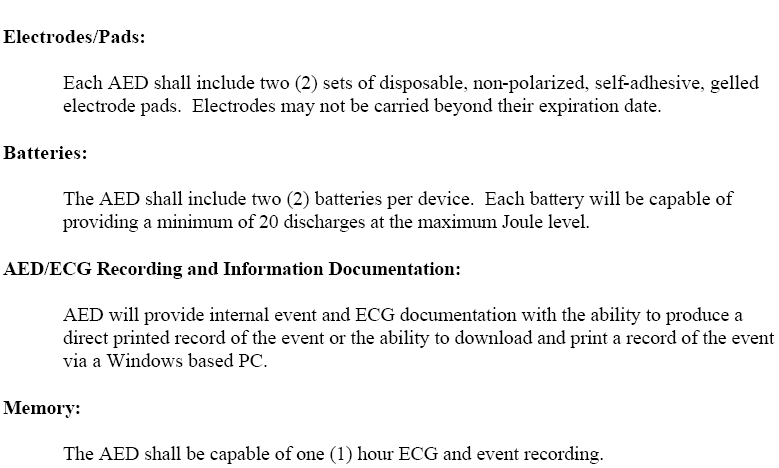 Electrodes/Pads:
Each AED shall include two (2) sets of disposable, non-polarized, self-adhesive, gelled
electrode pads.  Electrodes may not be carried beyond their expiration date.
Batteries:
The AED shall include two (2) batteries per device.  Each battery will be capable of
providing a minimum of 20 discharges at the maximum Joule level.
AED/ECG Recording and Information Documentation:
AED will provide internal event and ECG documentation with the ability to produce a
direct printed record of the event or the ability to download and print a record of the event
via a Windows based PC.
Memory:
The AED shall be capable of one (1) hour ECG and event recording.